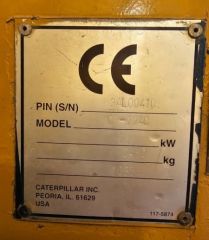 CE
PIN (S/N)
MODEL
kW
kg
CATERPILLAR INC.
PEORIA, IL. 61629
USA
117-5874